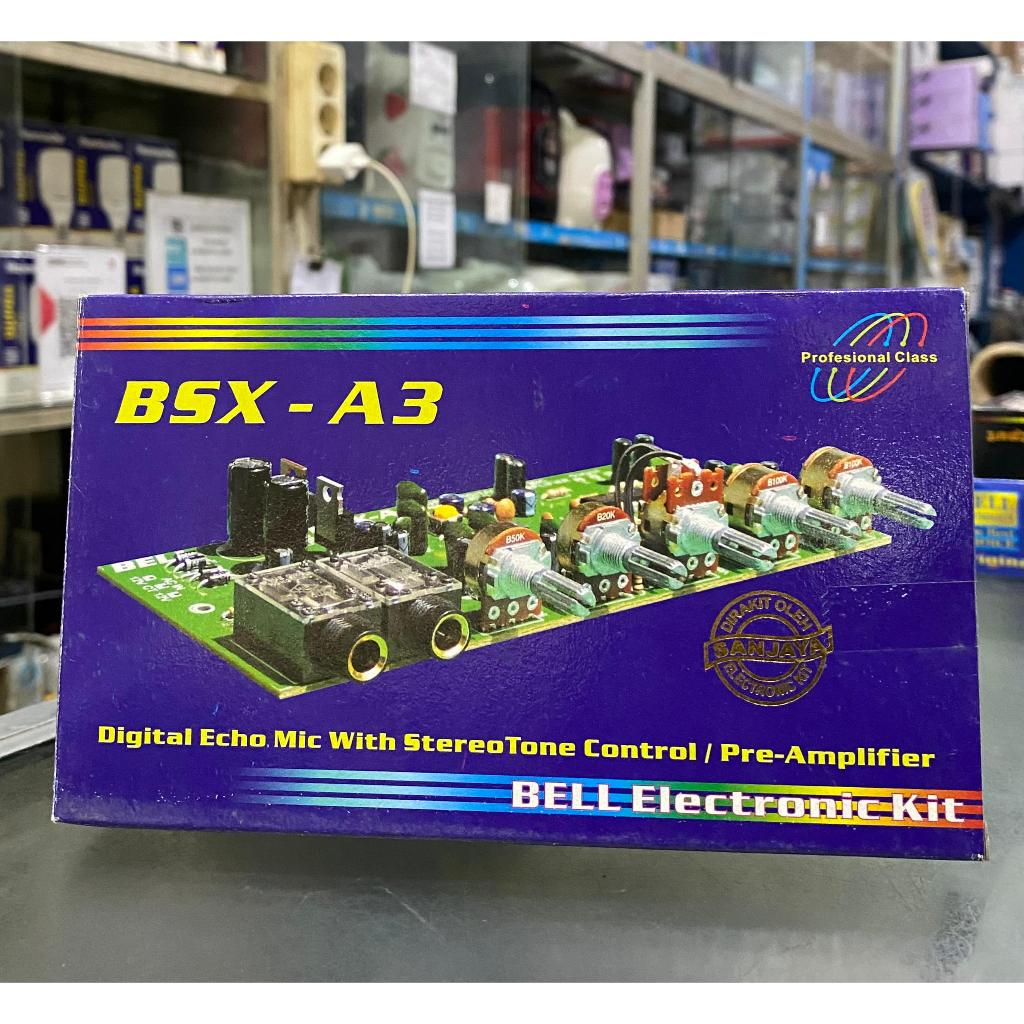 Profesional Class
BSX - A3
B50K
B20K
B100K
B100K
DIRAKIT OLEH
SANJAYA
ELECTRONIC KIT
Digital Echo Mic With StereoTone Control / Pre-Amplifier
BELL Electronic Kit